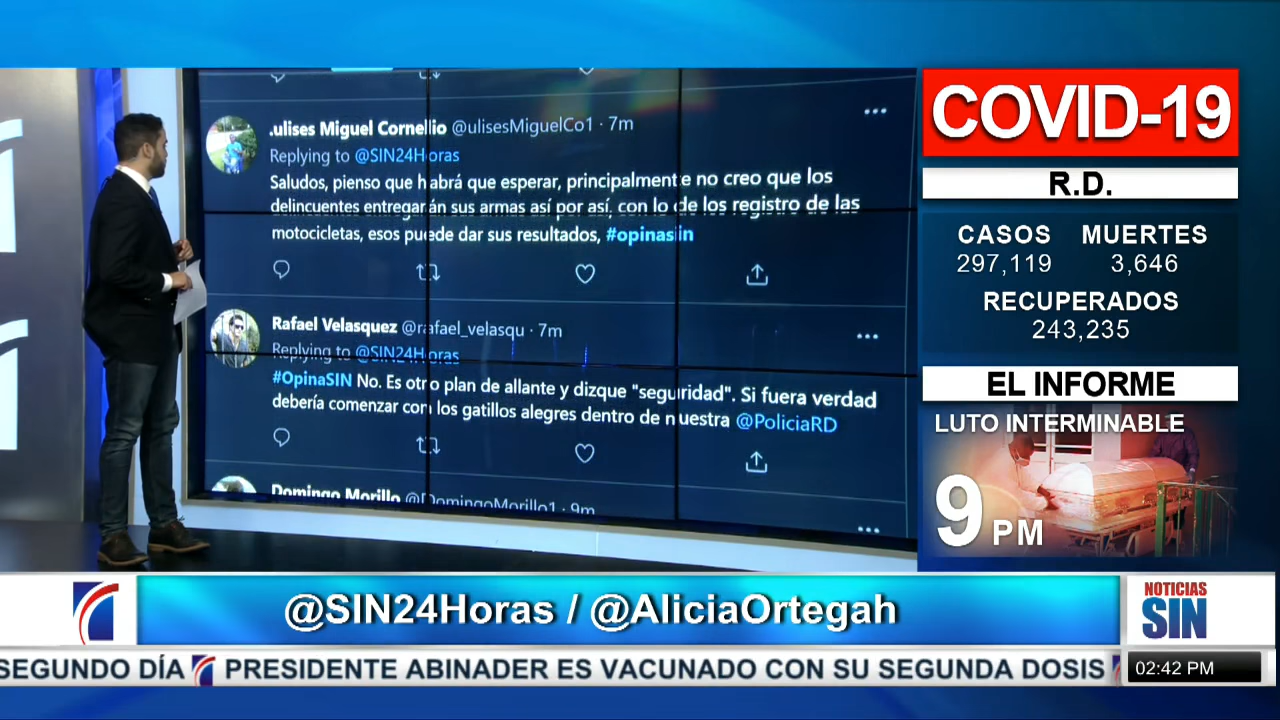 .ulises Miguel Cornelio @ulisesMiguelCo1 · 7m
Replying to @SIN24Horas
Saludos, pienso que habrá que esperar, principalmente no creo que los
delincuentes entregarán sus armas así por así, con lo de los registro de las
motocicletas, esos puede dar sus resultados, #opinasiin
Rafael Velasquez @rafael_velasqu · 7m
Replying to @SIN24Horas
#OpinaSIN No. Es otro plan de allante y dizque "seguridad". Si fuera verdad
debería comenzar con los gatillos alegres dentro de nuestra @PoliciaRD
Domingo Morillo @DomingoMorillo1 · 9m
COVID-19
R.D.
CASOS MUERTES
297,119 3,646
RECUPERADOS
243,235
EL INFORME
LUTO INTERMINABLE
9 PM
@SIN24Horas / @AliciaOrtegah
NOTICIAS
SIN
SEGUNDO DÍA PRESIDENTE ABINADER ES VACUNADO CON SU SEGUNDA DOSIS
02:42 PM